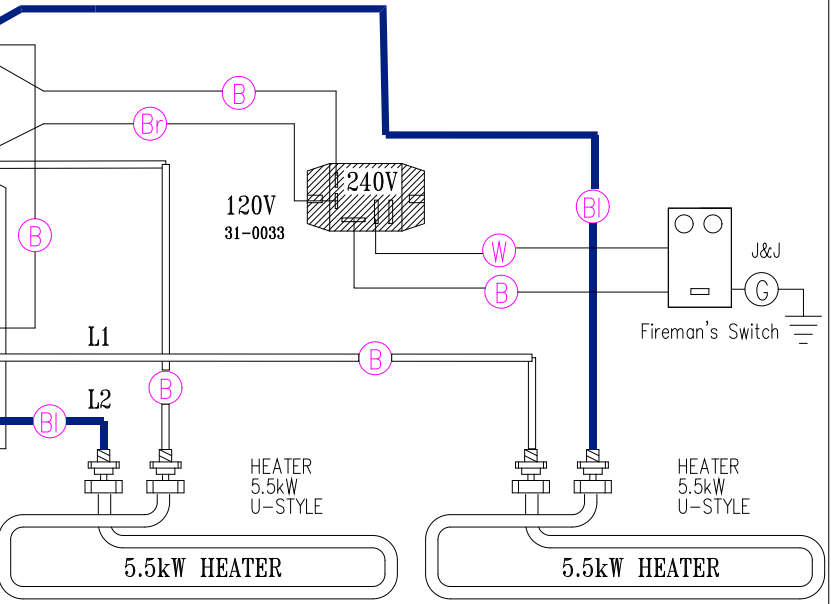 B
Br
240V
120V
31-0033
Bl
B
W
J&J
B
G
Fireman's Switch
L1
B
B
L2
Bl
HEATER
5.5kW
U-STYLE
HEATER
5.5kW
U-STYLE
5.5kW HEATER
5.5kW HEATER